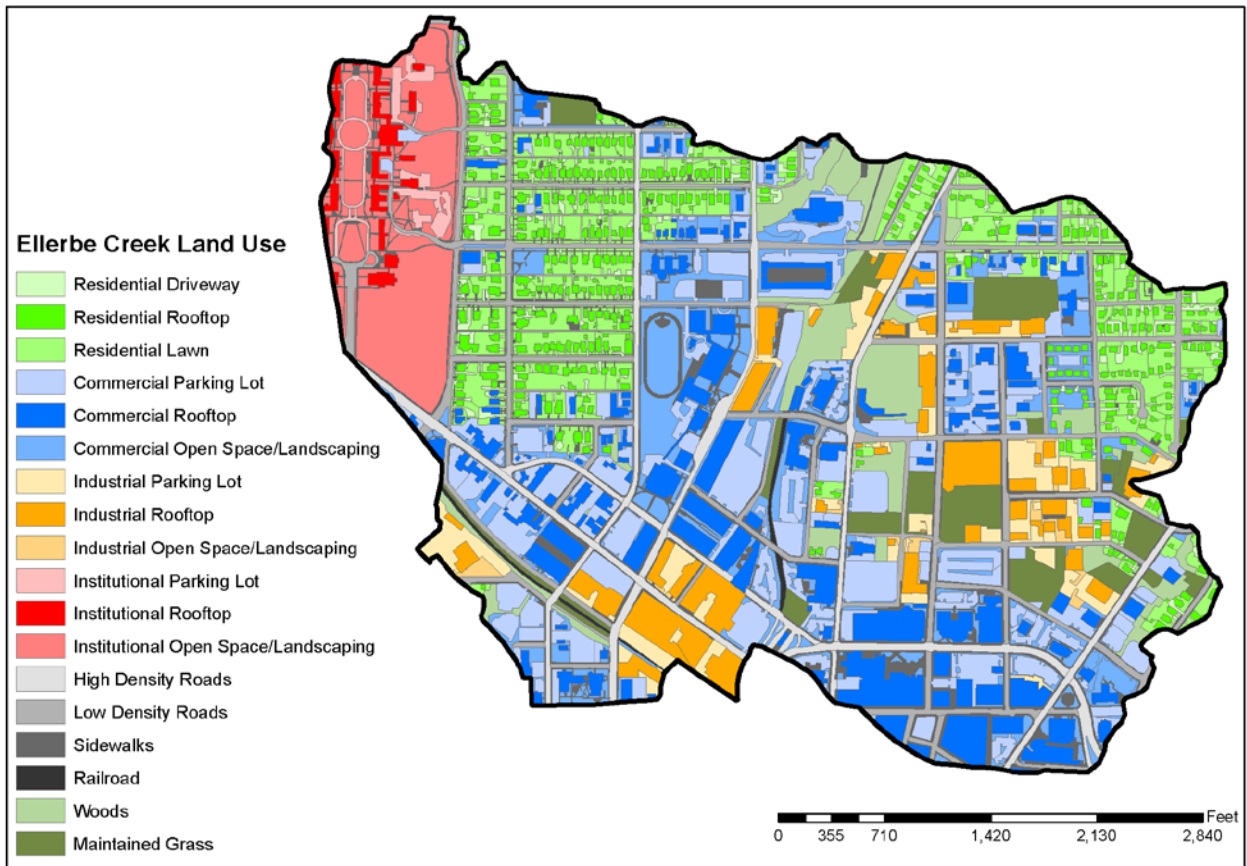 Ellerbe Creek Land Use
Residential Driveway
Residential Rooftop
Residential Lawn
Commercial Parking Lot
Commercial Rooftop
Commercial Open Space/Landscaping
Industrial Parking Lot
Industrial Rooftop
Industrial Open Space/Landscaping
Institutional Parking Lot
Institutional Rooftop
Institutional Open Space/Landscaping
High Density Roads
Low Density Roads
Sidewalks
Railroad
Woods
Maintained Grass
Feet
0 355 710 1,420 2,130 2,840